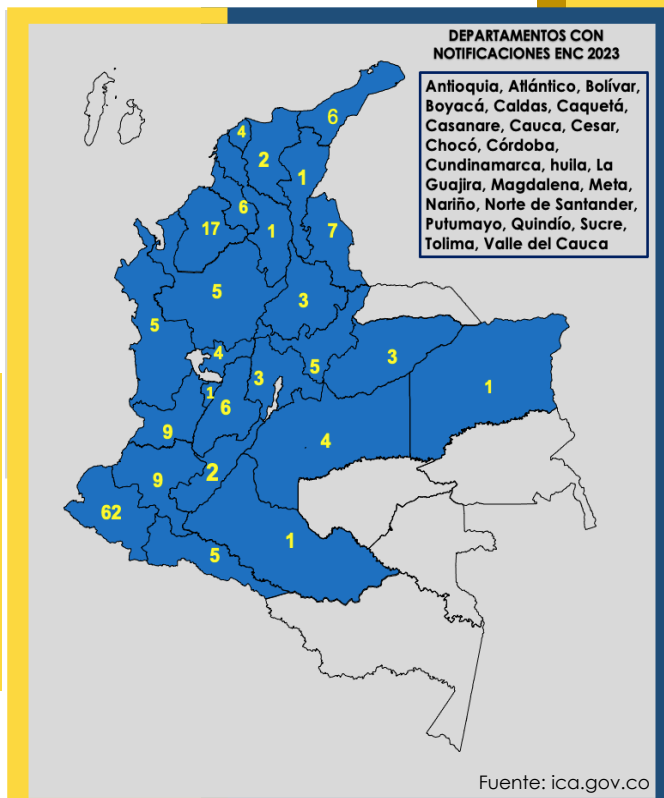 DEPARTAMENTOS CON
NOTIFICACIONES ENC 2023
Antioquia, Atlántico, Bolívar,
Boyacá, Caldas, Caquetá,
Casanare, Cauca, Cesar,
Chocó, Córdoba,
Cundinamarca, huila, La
Guajira, Magdalena, Meta,
Nariño, Norte de Santander,
Putumayo, Quindío, Sucre,
Tolima, Valle del Cauca
6
4
2
1
6
17
1
7
5
3
5
4
3
5
3
1
1
6
9
4
2
9
62
5
1
Fuente: ica.gov.co